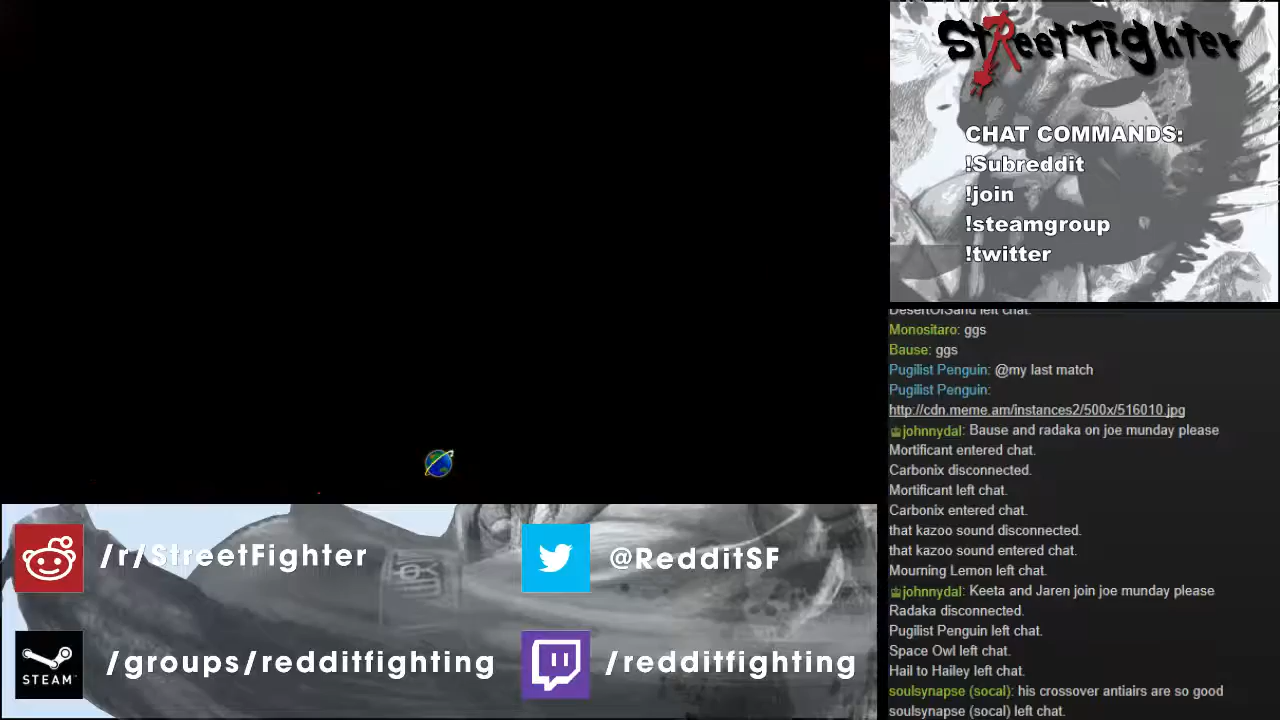 StReet Fighter
CHAT COMMANDS:
!Subreddit
!join
!steamgroup
!twitter
DesertOfSand left chat.
Monositaro: ggs
Bause: ggs
Pugilist Penguin: @my last match
Pugilist Penguin:
http://cdn.meme.am/instances2/500x/516010.jpg
johnnydal: Bause and radaka on joe munday please
Mortificant entered chat.
Carbonix disconnected.
Mortificant left chat.
Carbonix entered chat.
that kazoo sound disconnected.
that kazoo sound entered chat.
Mourning Lemon left chat.
johnnydal: Keeta and Jaren join joe munday please
Radaka disconnected.
Pugilist Penguin left chat.
Space Owl left chat.
Hail to Hailey left chat.
soulsynapse (socal): his crossover antiairs are so good
soulsynapse (socal) left chat.
/r/StreetFighter
@RedditSF
STEAM
/groups/redditfighting
/redditfighting